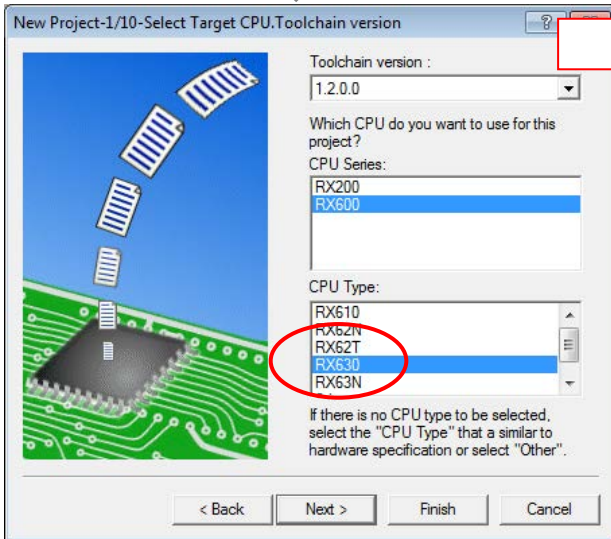 New Project-1/10-Select Target CPU.Toolchain version
?
Toolchain version :
1.2.0.0
Which CPU do you want to use for this
project?
CPU Series:
RX200
RX600
CPU Type:
RX610
RX62N
RX62T
RX630
RX63N
If there is no CPU type to be selected,
select the "CPU Type" that a similar to
hardware specification or select "Other".
< Back
Next >
Finish
Cancel